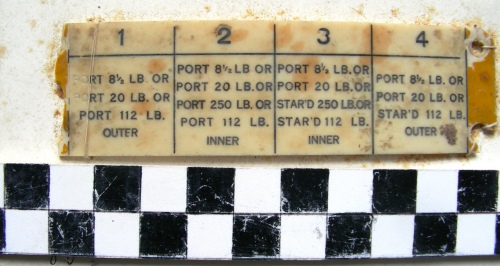 1
PORT 8½ LB. OR
PORT 20 LB. OR
PORT 112 LB.
OUTER
2
PORT 8½ LB OR
PORT 20 LB. OR
PORT 250 LB. OR
PORT 112 LB.
INNER
3
PORT 8½ LB. OR
PORT 20 LB. OR
STAR'D 250 LB. OR
STAR'D 112 LB.
INNER
4
PORT 8½ LB. OR
PORT 20 LB. OR
STAR'D 112 LB.
OUTER